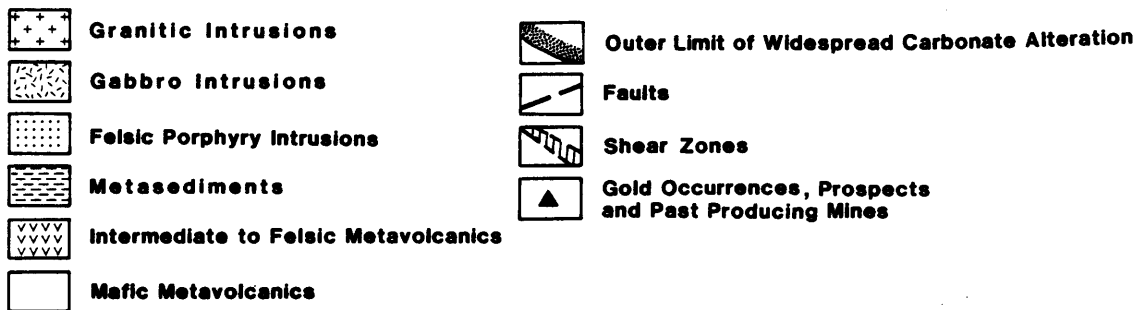 Granitic Intrusions
Gabbro Intrusions
Felsic Porphyry Intrusions
Metasediments
Intermediate to Felsic Metavolcanics
Mafic Metavolcanics
Outer Limit of Widespread Carbonate Alteration
Faults
Shear Zones
Gold Occurrences, Prospects
and Past Producing Mines